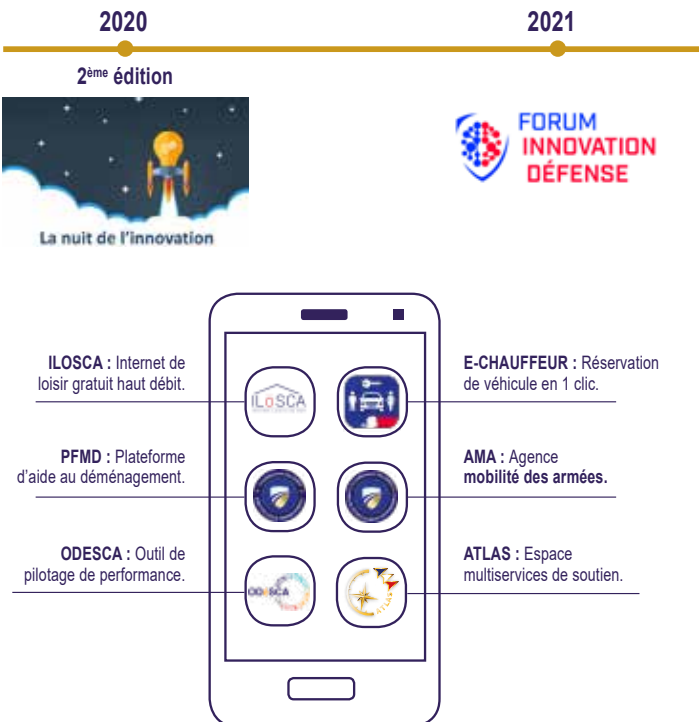 2020
2021
2ème édition
La nuit de l'innovation
FORUM
INNOVATION
DÉFENSE
ILOSCA : Internet de
loisir gratuit haut débit.
PFMD : Plateforme
d'aide au déménagement.
ODESCA : Outil de
pilotage de performance.
ILoSCA
ODeSCA
ATLAS
E-CHAUFFEUR : Réservation
de véhicule en 1 clic.
AMA : Agence
mobilité des armées.
ATLAS : Espace
multiservices de soutien.